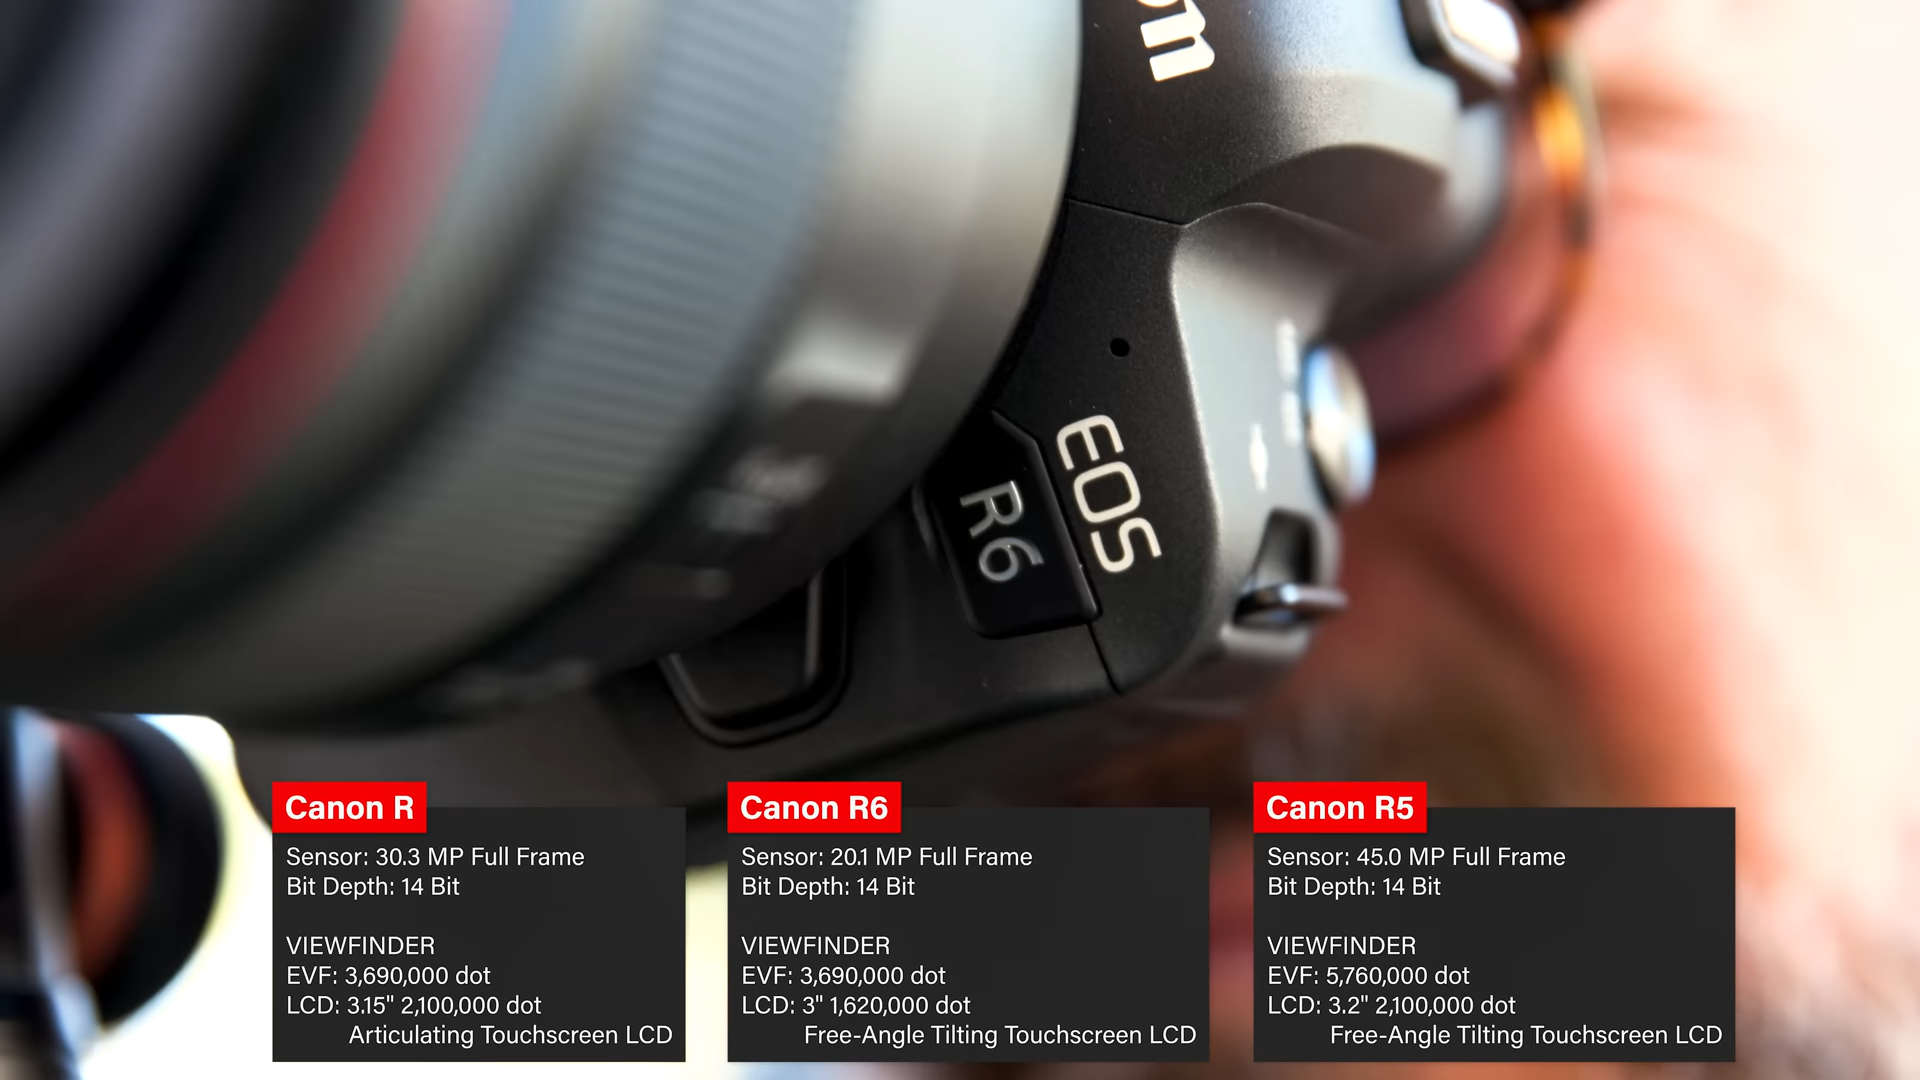 EOS
R6
Canon R
Sensor: 30.3 MP Full Frame
Bit Depth: 14 Bit
VIEWFINDER
EVF: 3,690,000 dot
LCD: 3.15" 2,100,000 dot
Articulating Touchscreen LCD
Canon R6
Sensor: 20.1 MP Full Frame
Bit Depth: 14 Bit
VIEWFINDER
EVF: 3,690,000 dot
LCD: 3" 1,620,000 dot
Free-Angle Tilting Touchscreen LCD
Canon R5
Sensor: 45.0 MP Full Frame
Bit Depth: 14 Bit
VIEWFINDER
EVF: 5,760,000 dot
LCD: 3.2" 2,100,000 dot
Free-Angle Tilting Touchscreen LCD